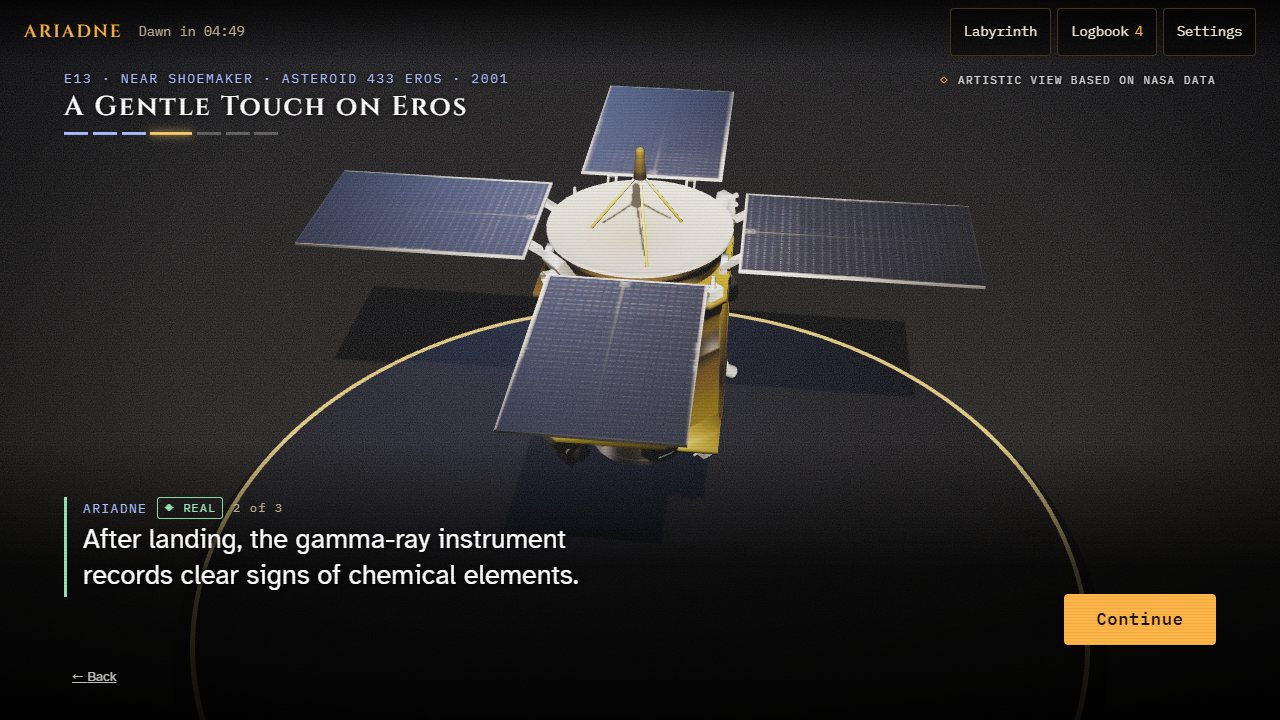 ARIADNE Dawn in 04:49 Labyrinth Logbook 4 Settings
E13 · NEAR SHOEMAKER · ASTEROID 433 EROS · 2001
◇ ARTISTIC VIEW BASED ON NASA DATA
A Gentle Touch on Eros
ARIADNE ◆ REAL 2 of 3
After landing, the gamma-ray instrument
records clear signs of chemical elements.
Continue
← Back